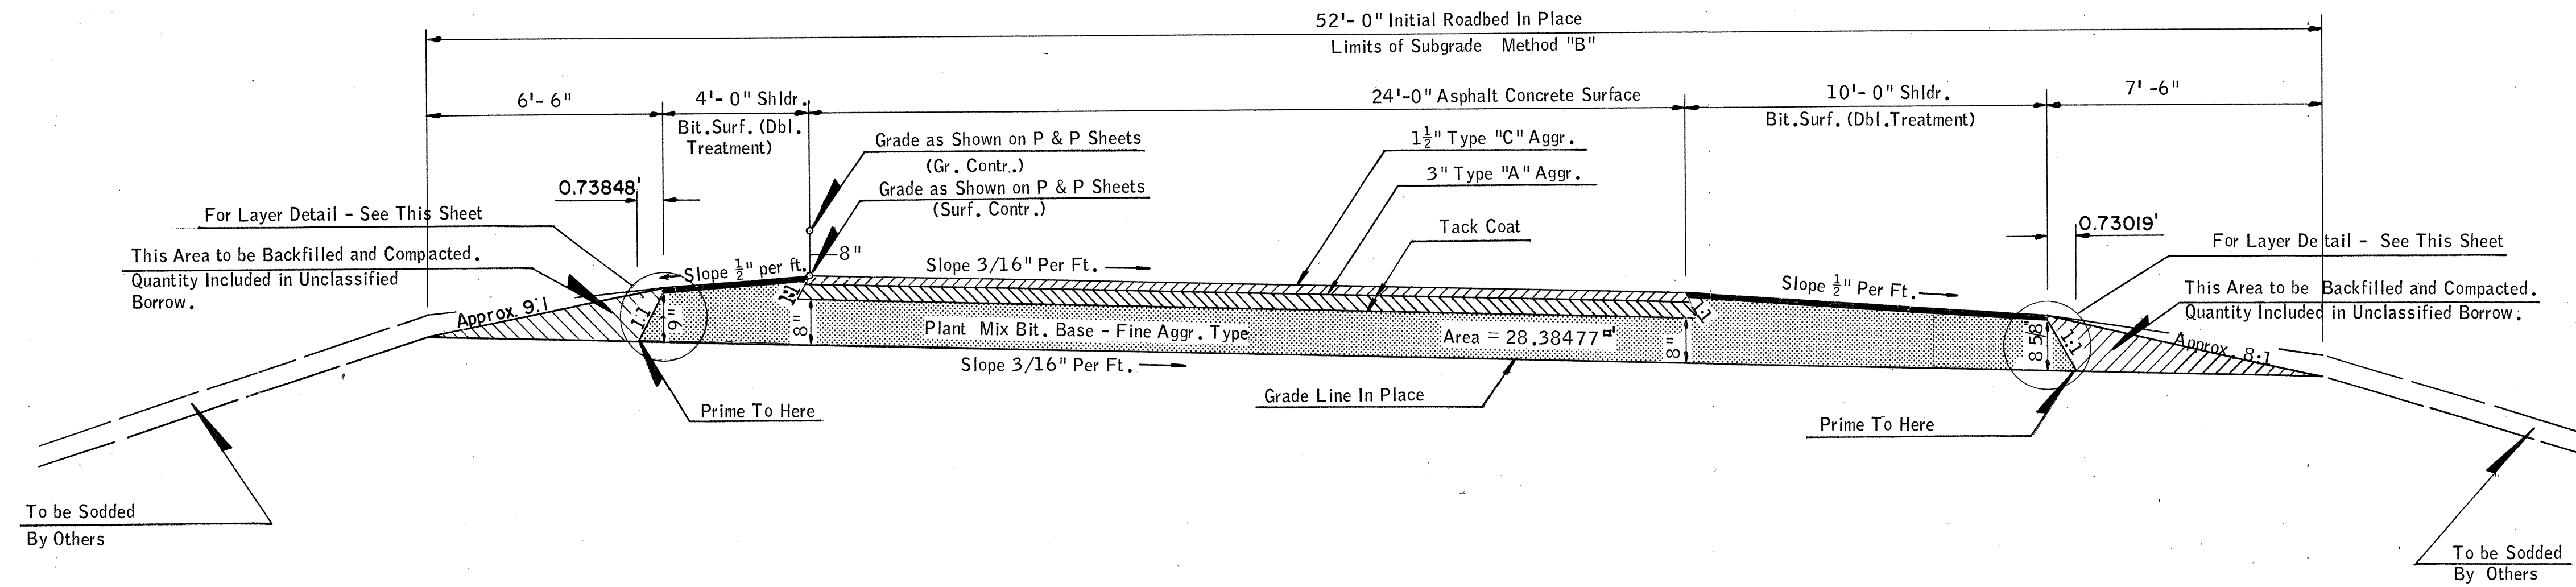 52'- 0" Initial Roadbed In Place
Limits of Subgrade Method "B"
6'- 6"
4'- 0" Shldr.
24'-0" Asphalt Concrete Surface
10'- 0" Shldr.
7' -6"
Bit.Surf. (Dbl.
Treatment)
Bit.Surf. (Dbl.Treatment)
Grade as Shown on P & P Sheets
(Gr. Contr.)
Grade as Shown on P & P Sheets
(Surf. Contr.)
1½" Type "C" Aggr.
3" Type "A" Aggr.
Tack Coat
0.73848'
0.73019'
For Layer Detail - See This Sheet
For Layer Detail - See This Sheet
This Area to be Backfilled and Compacted.
Quantity Included in Unclassified
Borrow.
This Area to be Backfilled and Compacted.
Quantity Included in Unclassified Borrow.
Approx. 9:1
Slope ½" per ft.
8"
Slope 3/16" Per Ft.
Slope ½" Per Ft.
Approx. 8:1
1:1
9"
1:1
8"
Plant Mix Bit. Base - Fine Aggr. Type
Area = 28.38477□'
8"
1:1
8 5/8"
1:1
Slope 3/16" Per Ft.
Grade Line In Place
Prime To Here
Prime To Here
To be Sodded
By Others
To be Sodded
By Others